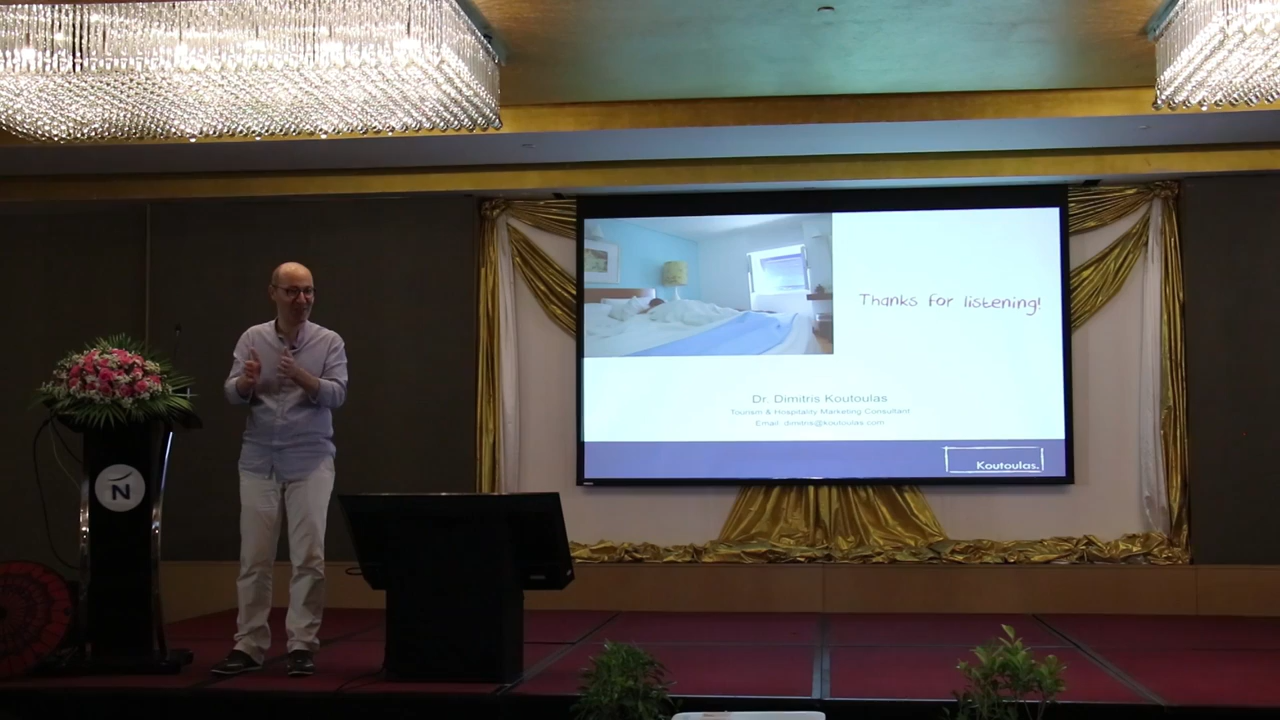 Thanks for listening!
Dr. Dimitris Koutoulas
Tourism & Hospitality Marketing Consultant
Email: dimitris@koutoulas.com
Koutoulas.
N